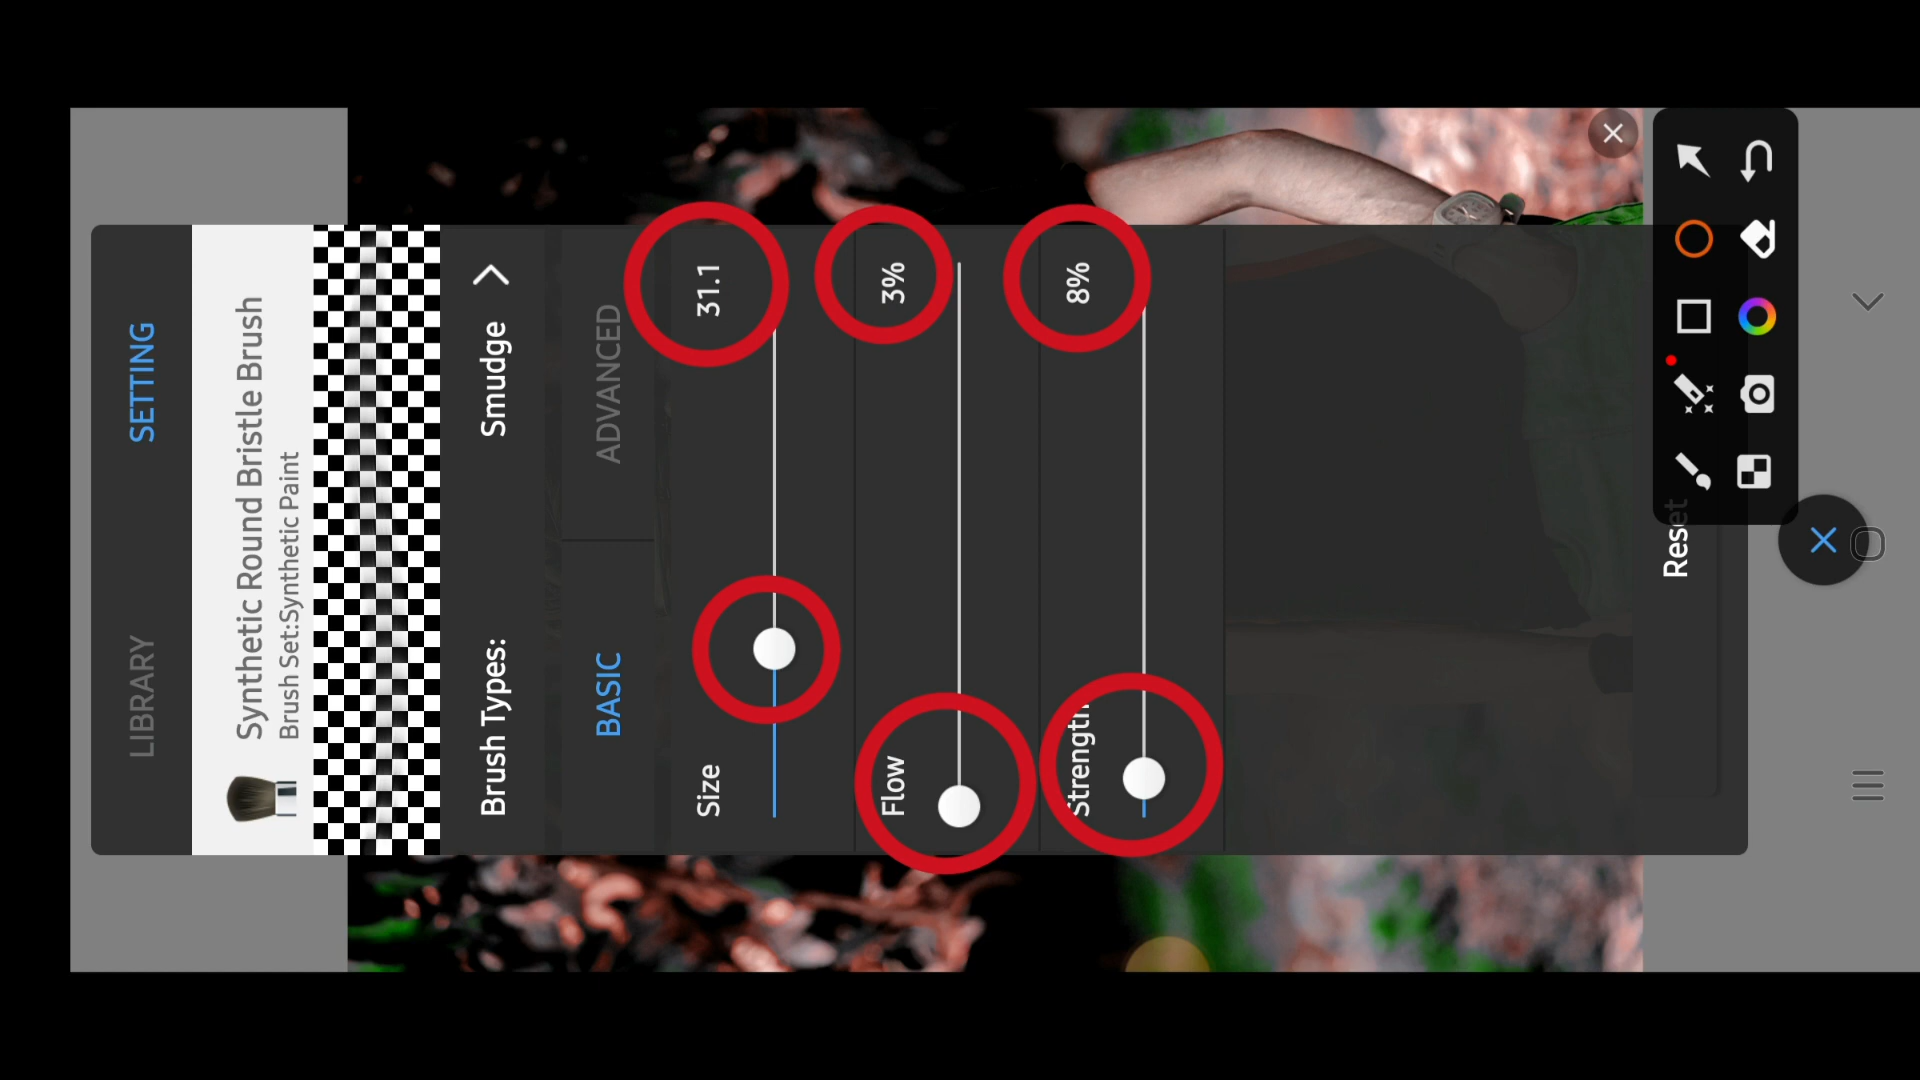 LIBRARY SETTING
Synthetic Round Bristle Brush
Brush Set:Synthetic Paint
Brush Types: Smudge
BASIC ADVANCED
Size 31.1
Flow 3%
Strength 8%
Reset